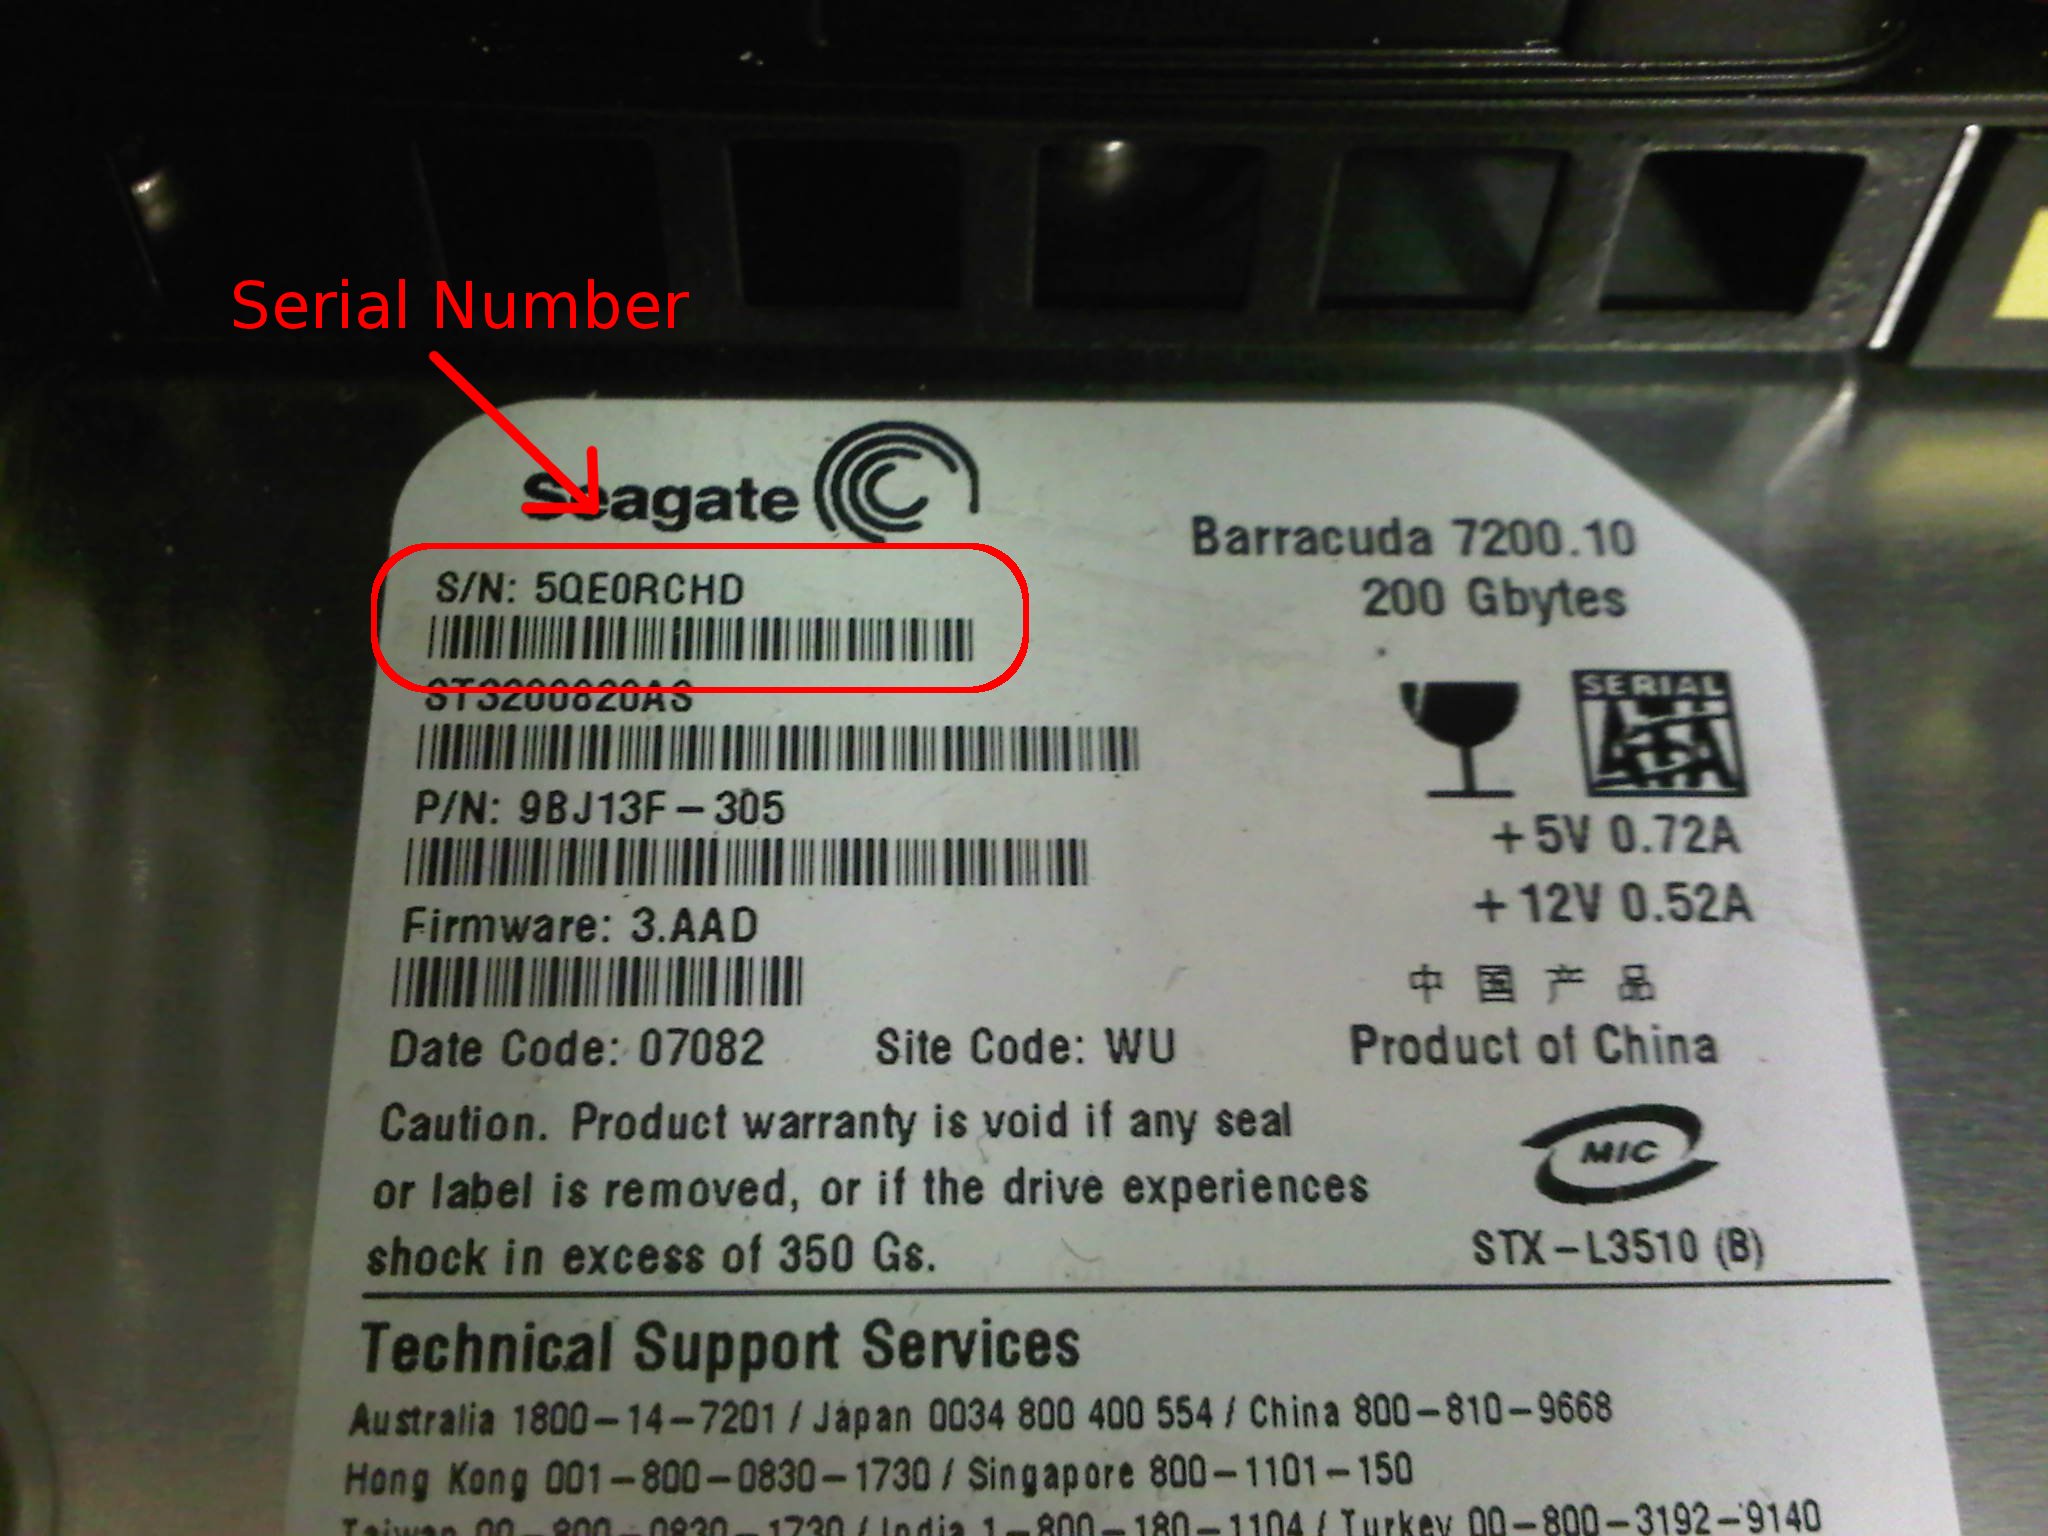 Serial Number
Seagate
Barracuda 7200.10
200 Gbytes
S/N: 5QE0RCHD
ST3200820AS
SERIAL
ATA
P/N: 9BJ13F-305
+5V 0.72A
+12V 0.52A
Firmware: 3.AAD
中国产品
Date Code: 07082 Site Code: WU
Product of China
Caution. Product warranty is void if any seal
or label is removed, or if the drive experiences
shock in excess of 350 Gs.
MIC
STX-L3510 (B)
Technical Support Services
Australia 1800-14-7201 / Japan 0034 800 400 554 / China 800-810-9668
Hong Kong 001-800-0830-1730 / Singapore 800-1101-150
Taiwan 00-800-0830-1730 / India 1-800-180-1104 / Turkey 00-800-3192-9140